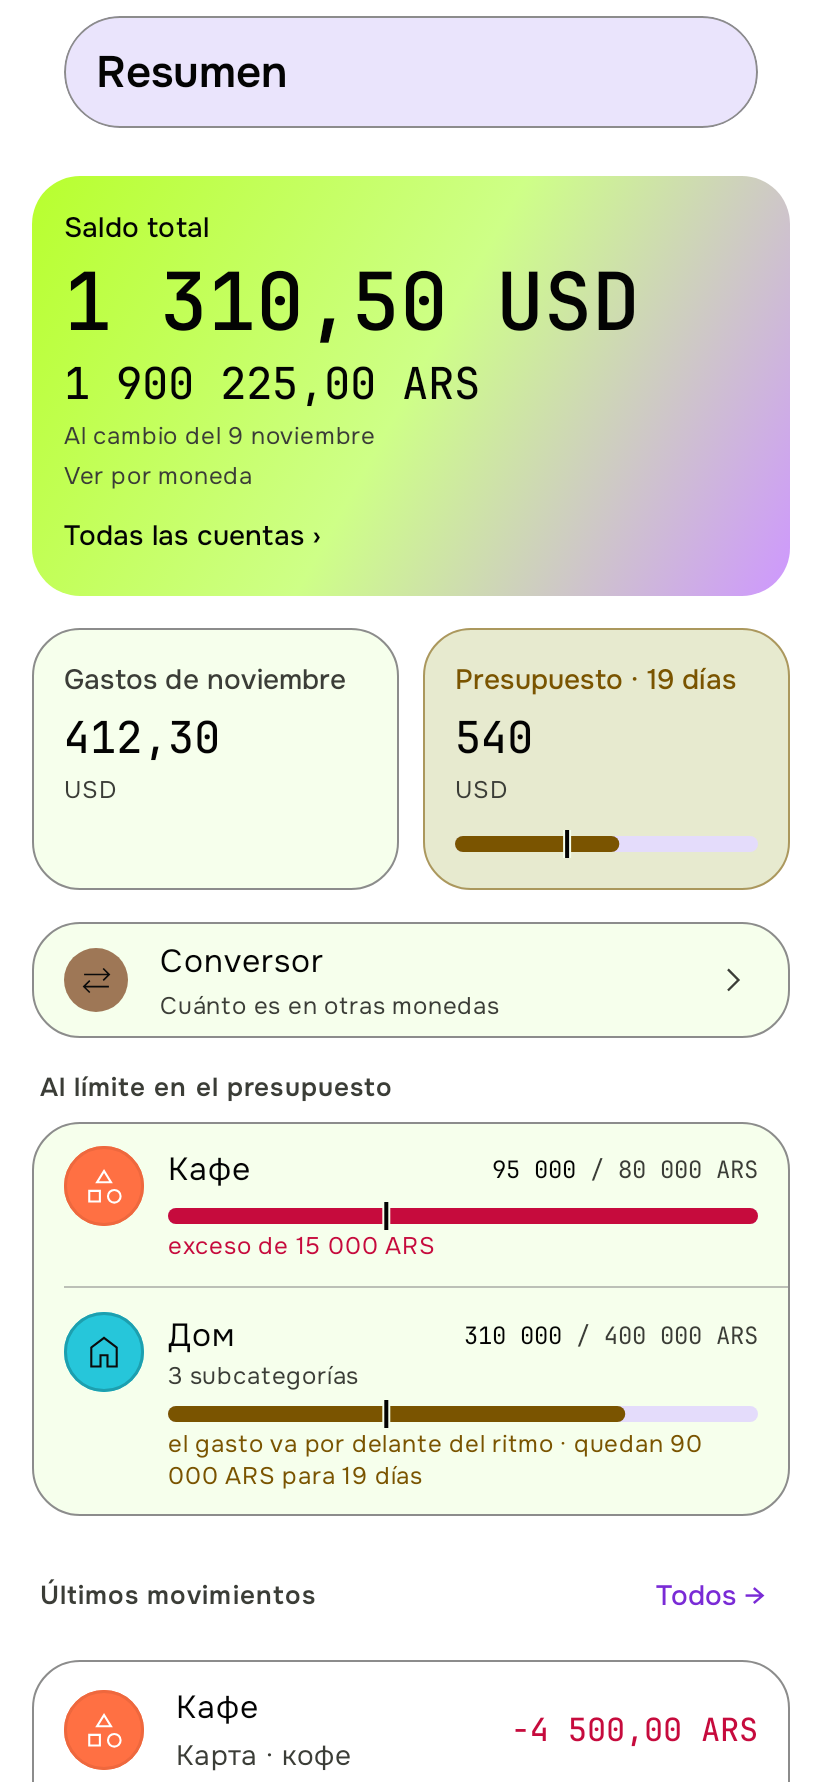 Resumen
Saldo total
1 310,50 USD
1 900 225,00 ARS
Al cambio del 9 noviembre
Ver por moneda
Todas las cuentas ›
Gastos de noviembre
412,30
USD
Presupuesto · 19 días
540
USD
Conversor
Cuánto es en otras monedas
Al límite en el presupuesto
Кафе 95 000 / 80 000 ARS
exceso de 15 000 ARS
Дом 310 000 / 400 000 ARS
3 subcategorías
el gasto va por delante del ritmo · quedan 90
000 ARS para 19 días
Últimos movimientos Todos →
Кафе
-4 500,00 ARS
Карта · кофе